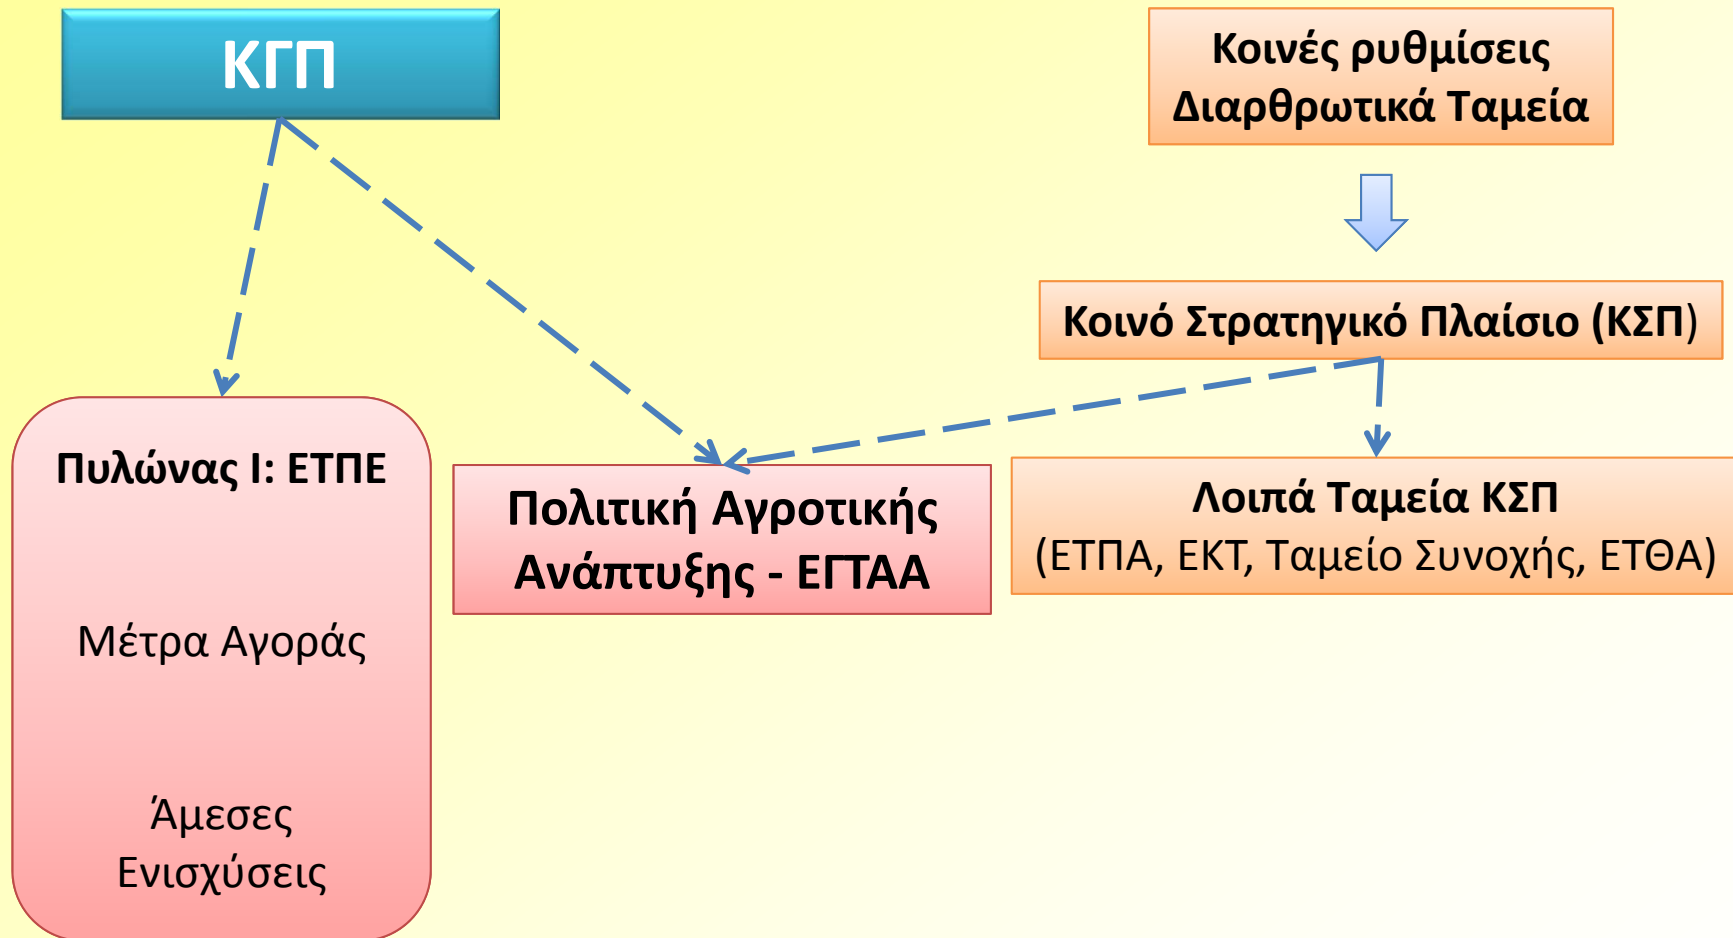 ΚΓΠ
Κοινές ρυθμίσεις
Διαρθρωτικά Ταμεία
Κοινό Στρατηγικό Πλαίσιο (ΚΣΠ)
Πυλώνας Ι: ΕΤΠΕ
Μέτρα Αγοράς
Άμεσες
Ενισχύσεις
Πολιτική Αγροτικής
Ανάπτυξης - ΕΓΤΑΑ
Λοιπά Ταμεία ΚΣΠ
(ΕΤΠΑ, ΕΚΤ, Ταμείο Συνοχής, ΕΤΘΑ)